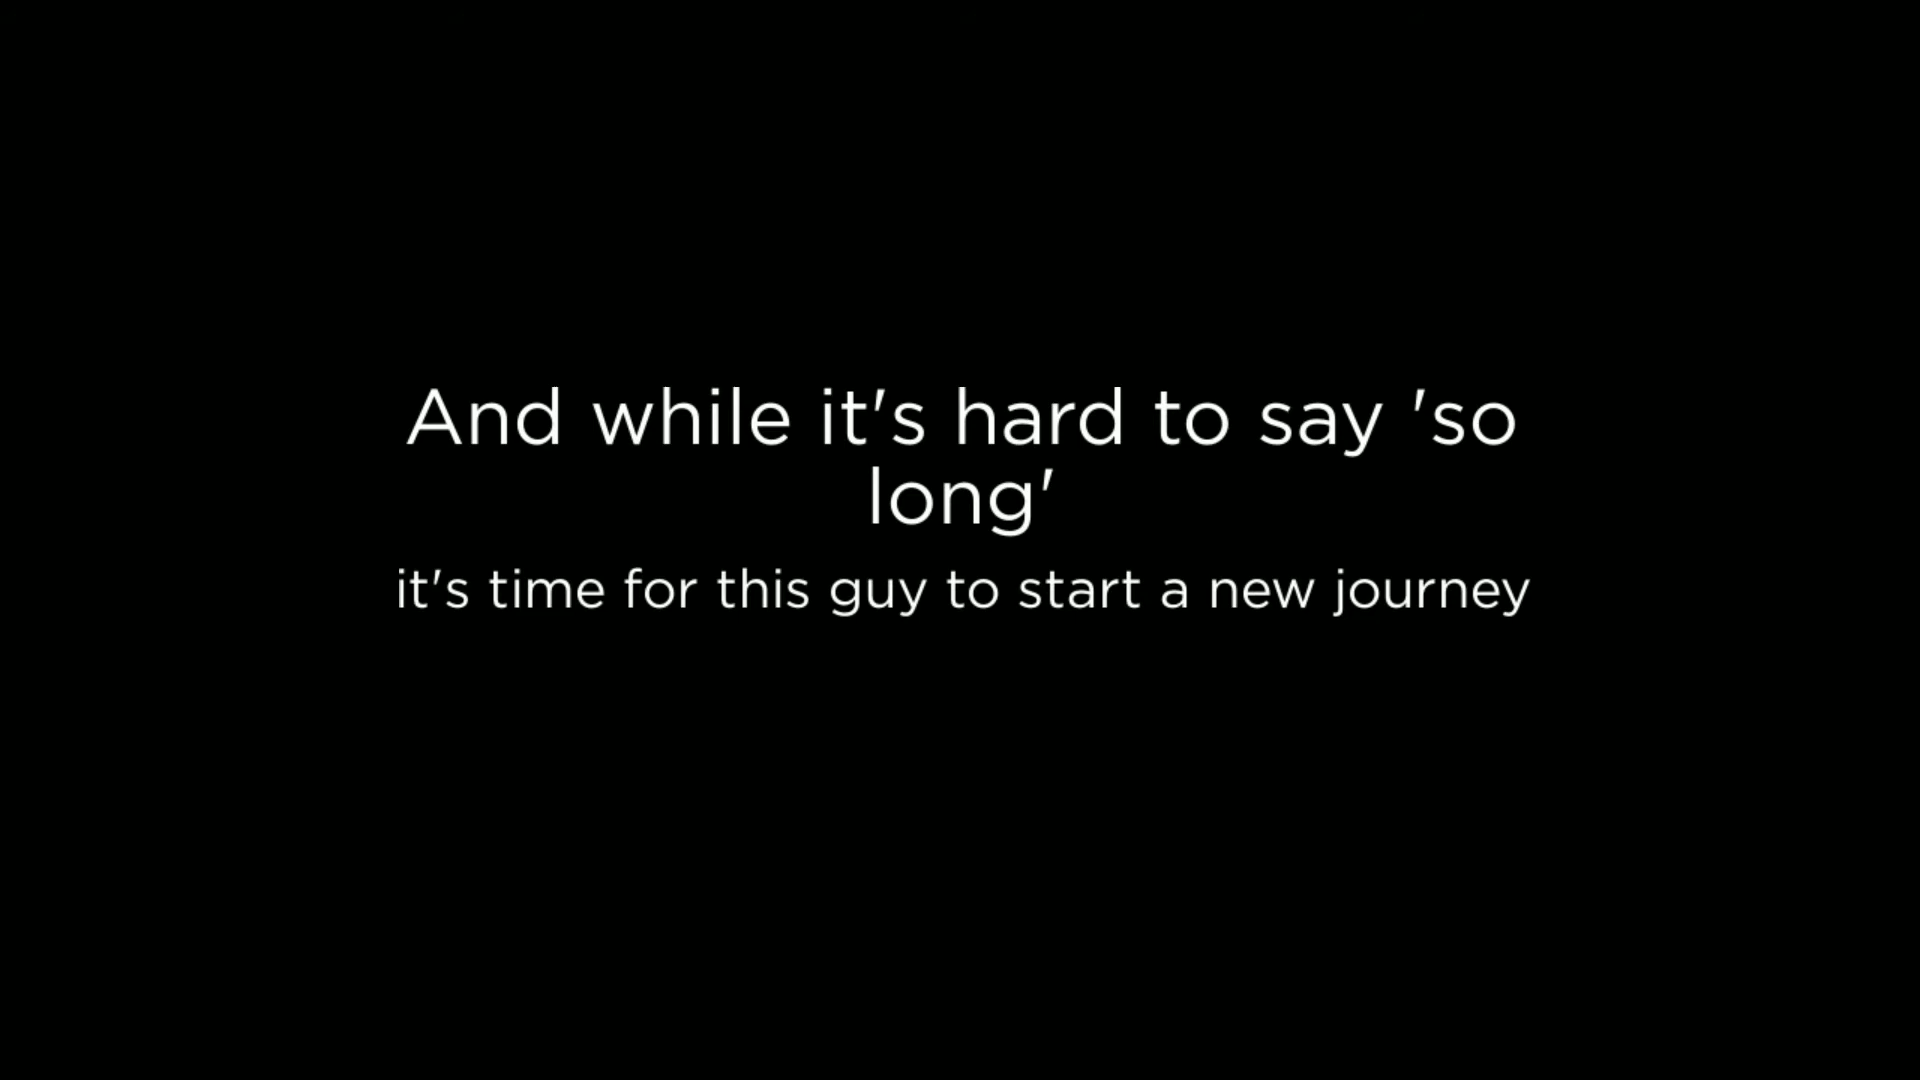 And while it's hard to say 'so
long'
it's time for this guy to start a new journey